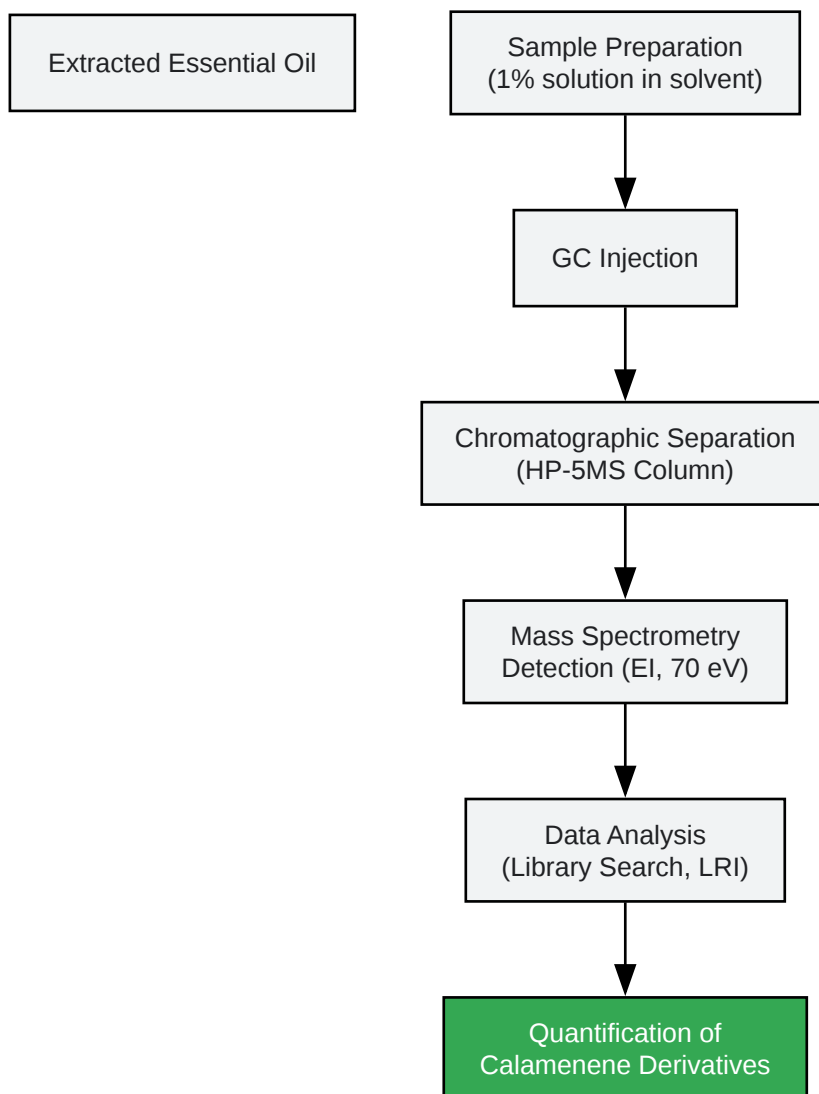 Extracted Essential Oil
Sample Preparation
(1% solution in solvent)
GC Injection
Chromatographic Separation
(HP-5MS Column)
Mass Spectrometry
Detection (EI, 70 eV)
Data Analysis
(Library Search, LRI)
Quantification of
Calamenene Derivatives